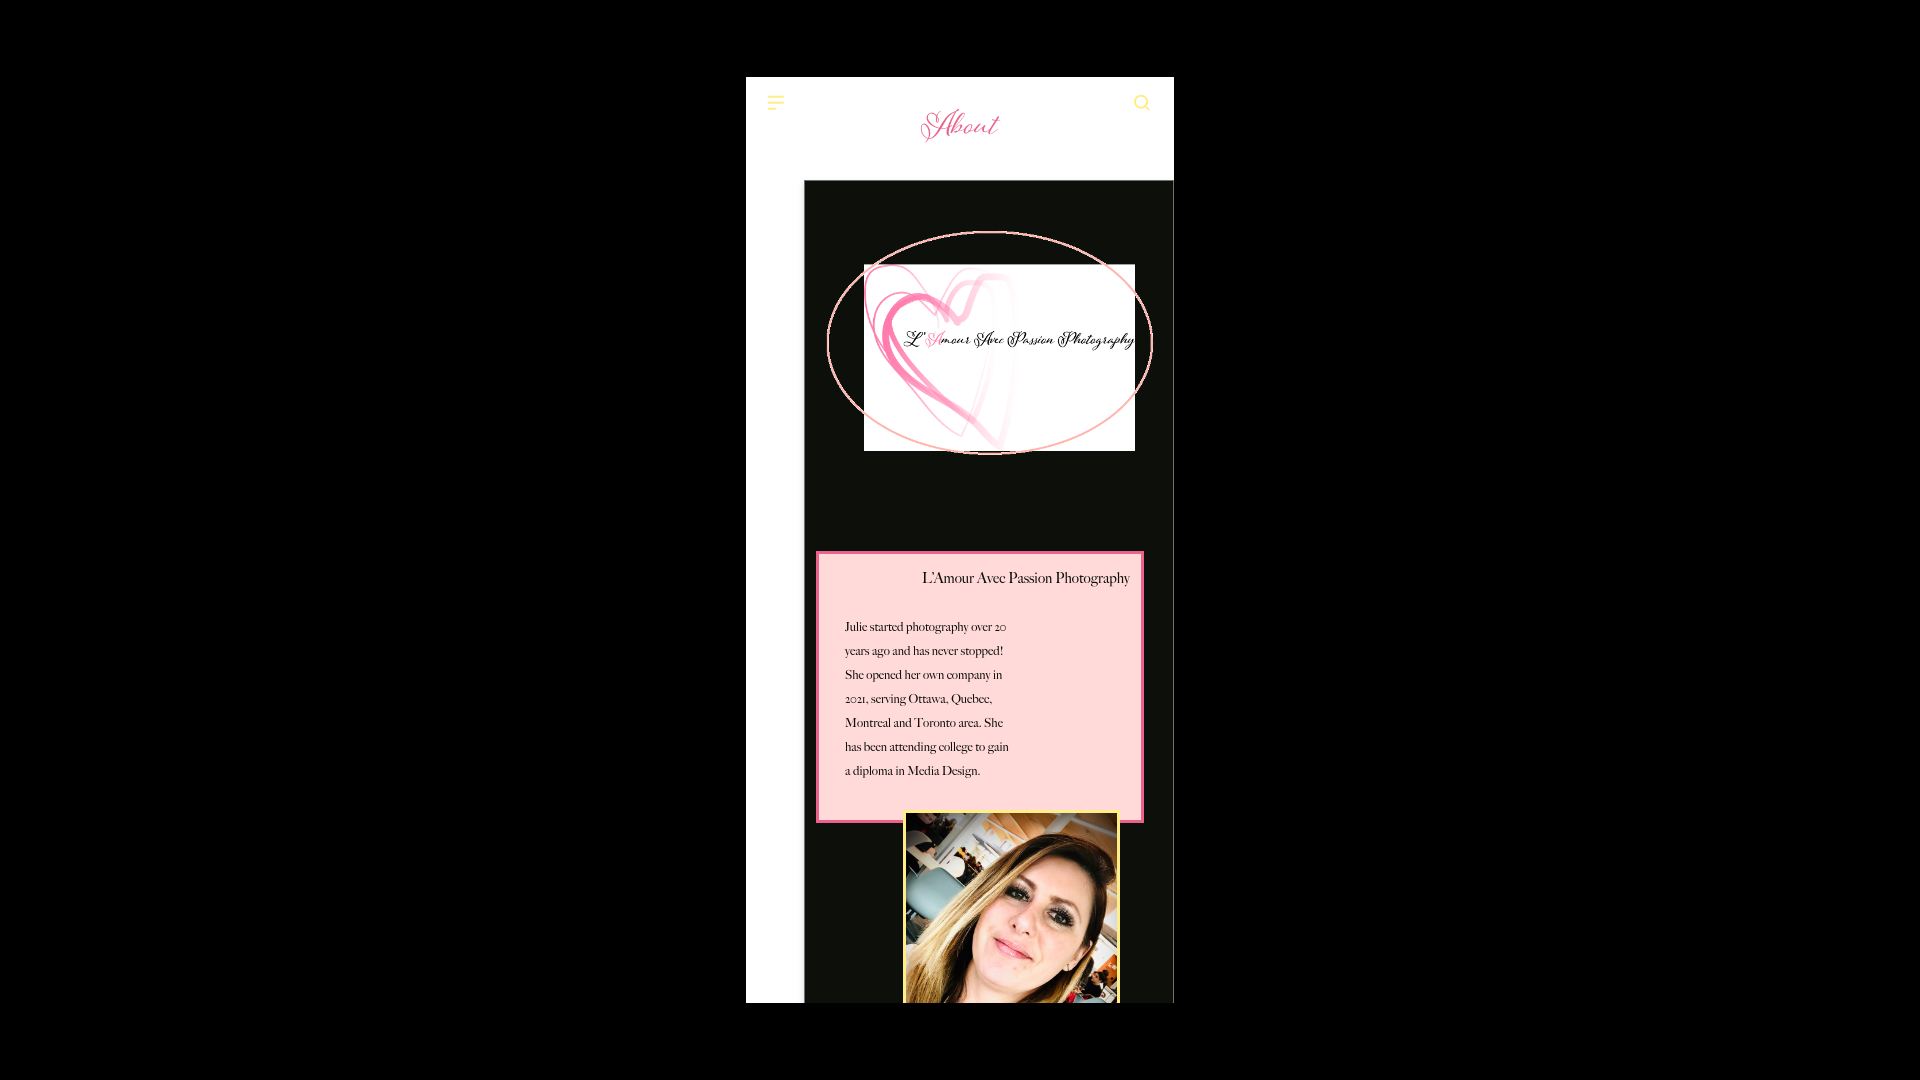 About
L'Amour Avec Passion Photography
L'Amour Avec Passion Photography
Julie started photography over 20
years ago and has never stopped!
She opened her own company in
2021, serving Ottawa, Quebec,
Montreal and Toronto area. She
has been attending college to gain
a diploma in Media Design.